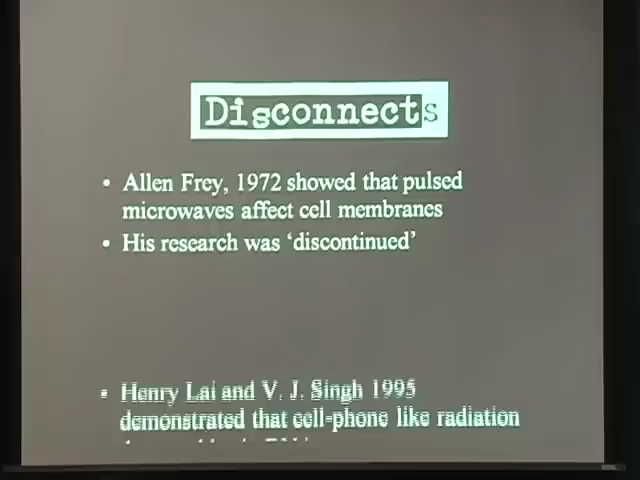 Disconnects
• Allen Frey, 1972 showed that pulsed
microwaves affect cell membranes
• His research was ‘discontinued’
▪ Henry Lai and V. J. Singh 1995
demonstrated that cell-phone like radiation